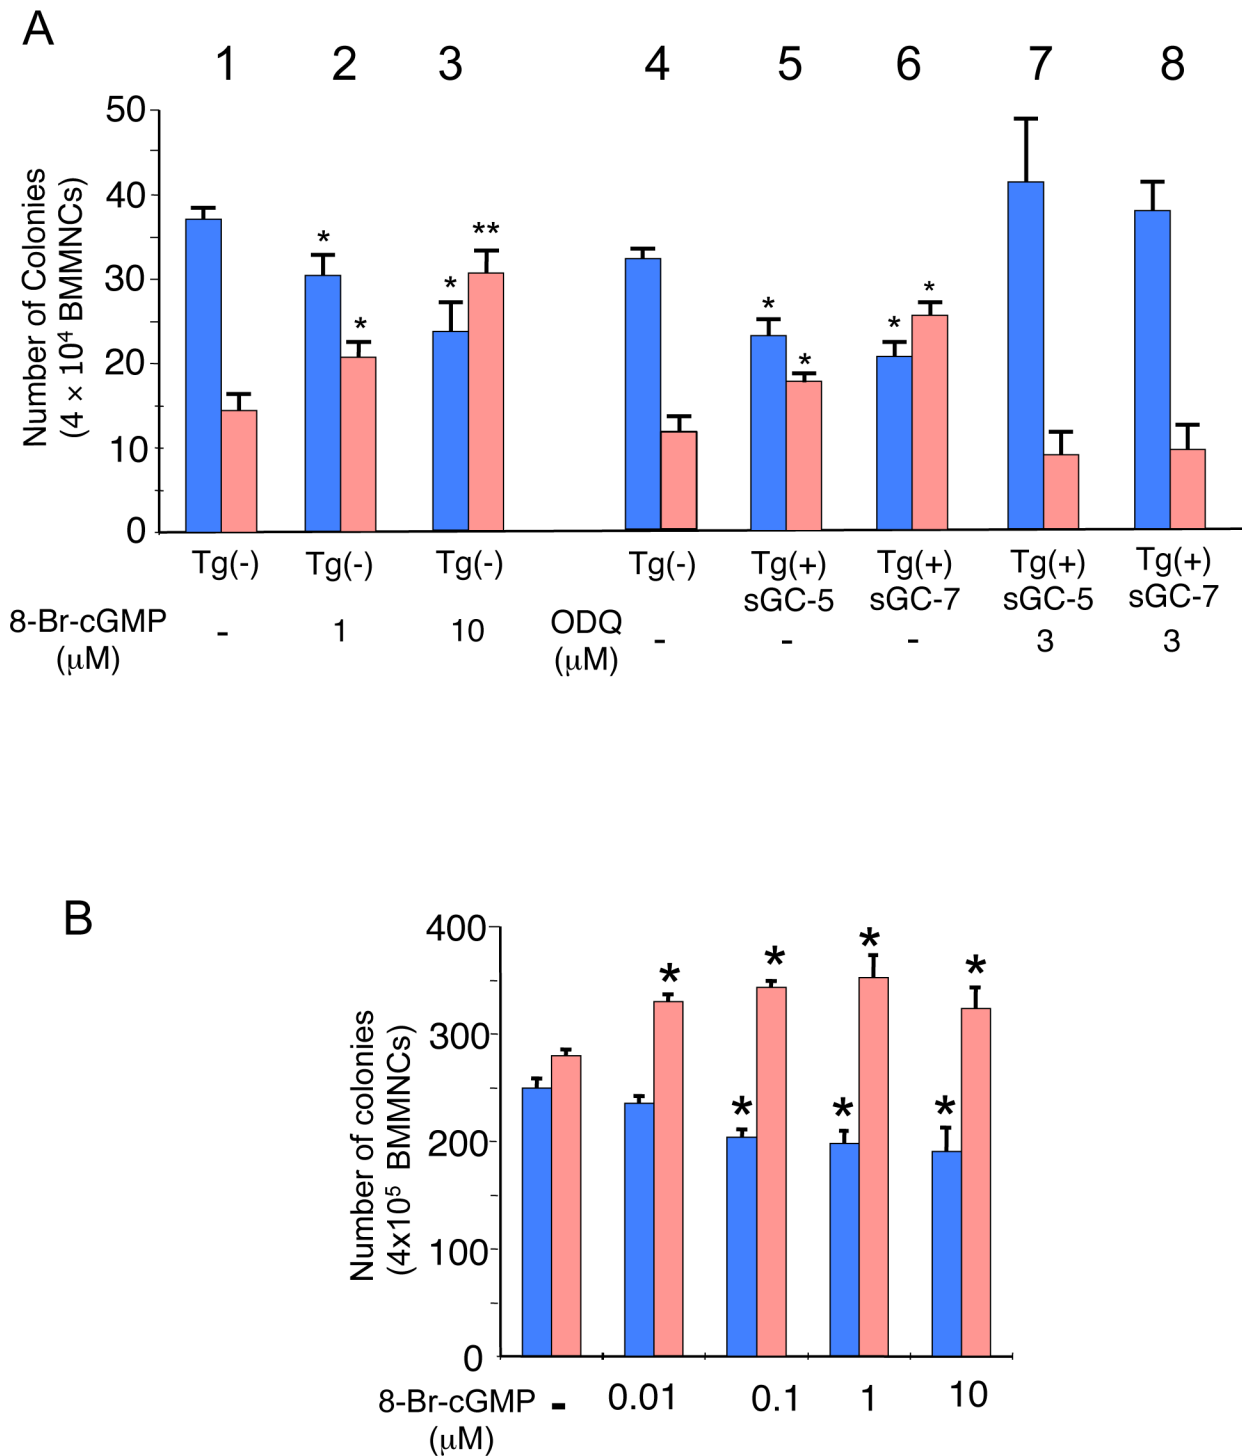 A
1 2 3 4 5 6 7 8
50
40
30
20
10
0
Number of Colonies
(4 × 10⁴ BMMNCs)
* * * ** * * * *
Tg(-) Tg(-) Tg(-) Tg(-) Tg(+) Tg(+) Tg(+) Tg(+)
sGC-5 sGC-7 sGC-5 sGC-7
8-Br-cGMP - 1 10 ODQ - - - 3 3
(µM) (µM)
B
400
300
200
100
0
Number of colonies
(4x10⁵ BMMNCs)
* * * *
* * *
8-Br-cGMP - 0.01 0.1 1 10
(µM)